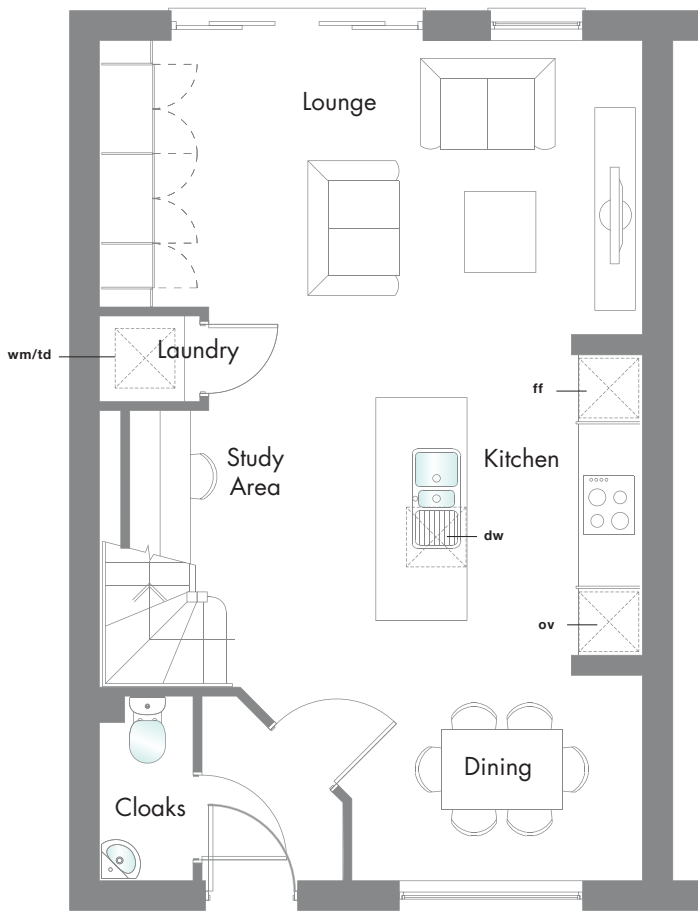 Lounge
wm/td
Laundry
ff
Study
Area
Kitchen
dw
ov
Dining
Cloaks